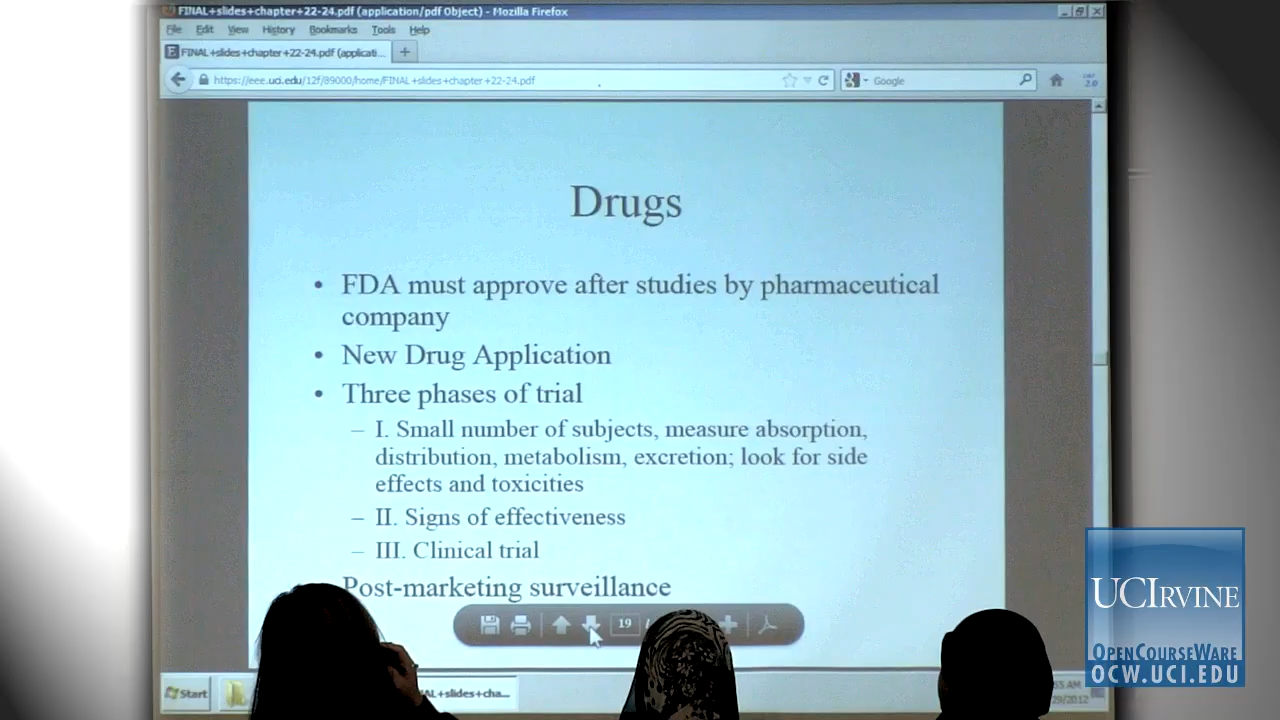 FINAL+slides+chapter+22-24.pdf (application/pdf Object) - Mozilla Firefox
File Edit View History Bookmarks Tools Help
FINAL+slides+chapter+22-24.pdf (applicati...
https://eee.uci.edu/12f/89000/home/FINAL+slides+chapter+22-24.pdf
Google
Drugs
• FDA must approve after studies by pharmaceutical
company
• New Drug Application
• Three phases of trial
– I. Small number of subjects, measure absorption,
distribution, metabolism, excretion; look for side
effects and toxicities
– II. Signs of effectiveness
– III. Clinical trial
Post-marketing surveillance
19 /
Start
AL+slides+cha...
UCIRVINE
OPENCOURSEWARE
OCW.UCI.EDU